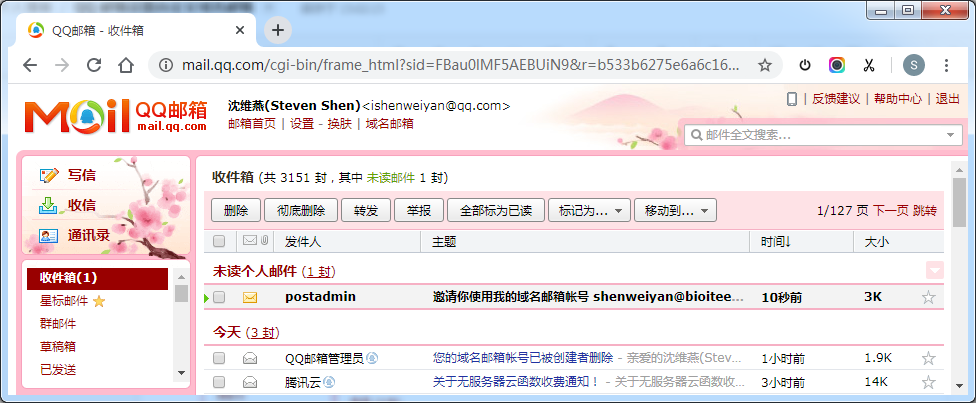 QQ邮箱 - 收件箱
mail.qq.com/cgi-bin/frame_html?sid=FBau0IMF5AEBUiN9&r=b533b6275e6a6c16...
S
Mail QQ邮箱
mail.qq.com
沈维燕(Steven Shen)<ishenweiyan@qq.com>
邮箱首页 | 设置 - 换肤 | 域名邮箱
| 反馈建议 | 帮助中心 | 退出
邮件全文搜索...
写信
收信
通讯录
收件箱(1)
星标邮件
群邮件
草稿箱
已发送
收件箱 (共 3151 封 , 其中 未读邮件 1 封)
删除 彻底删除 转发 举报 全部标为已读 标记为... 移动到... 1/127 页 下一页 跳转
发件人 主题 时间↓ 大小
未读个人邮件 (1 封)
postadmin 邀请你使用我的域名邮箱帐号 shenweiyan@bioitee... 10秒前 3K
今天 (3 封)
QQ邮箱管理员 您的域名邮箱帐号已被创建者删除 - 亲爱的沈维燕(Stev... 1小时前 1.9K
腾讯云 关于无服务器云函数收费通知! - 关于无服务器云函数收... 3小时前 14K